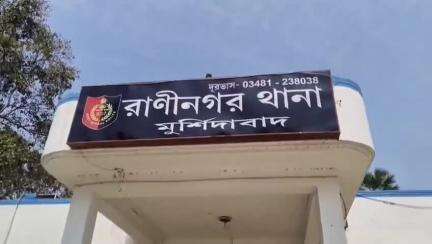 দূরভাস- 03481 - 238038
রাণীনগর থানা
মুর্শিদাবাদ